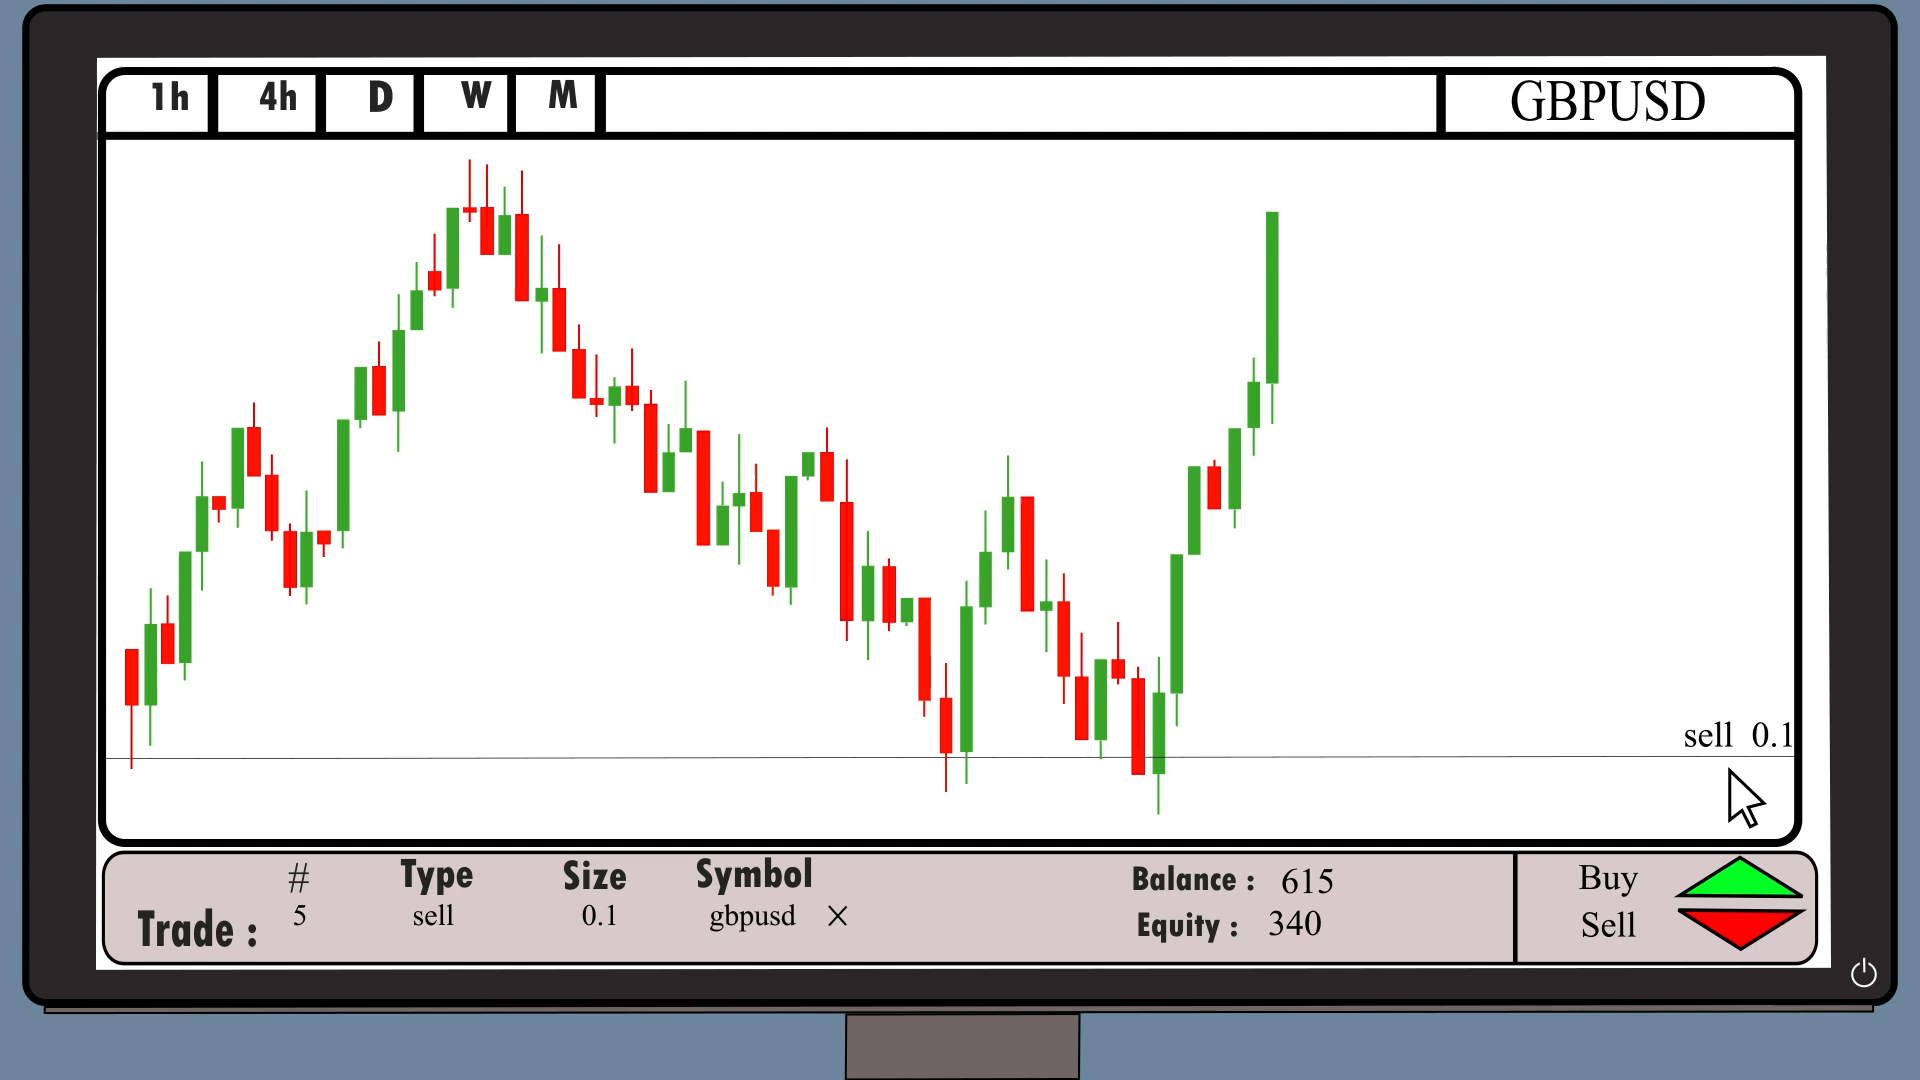 1h 4h D W M GBPUSD
sell 0.1
# Type Size Symbol
Trade : 5 sell 0.1 gbpusd ×
Balance : 615
Equity : 340
Buy
Sell